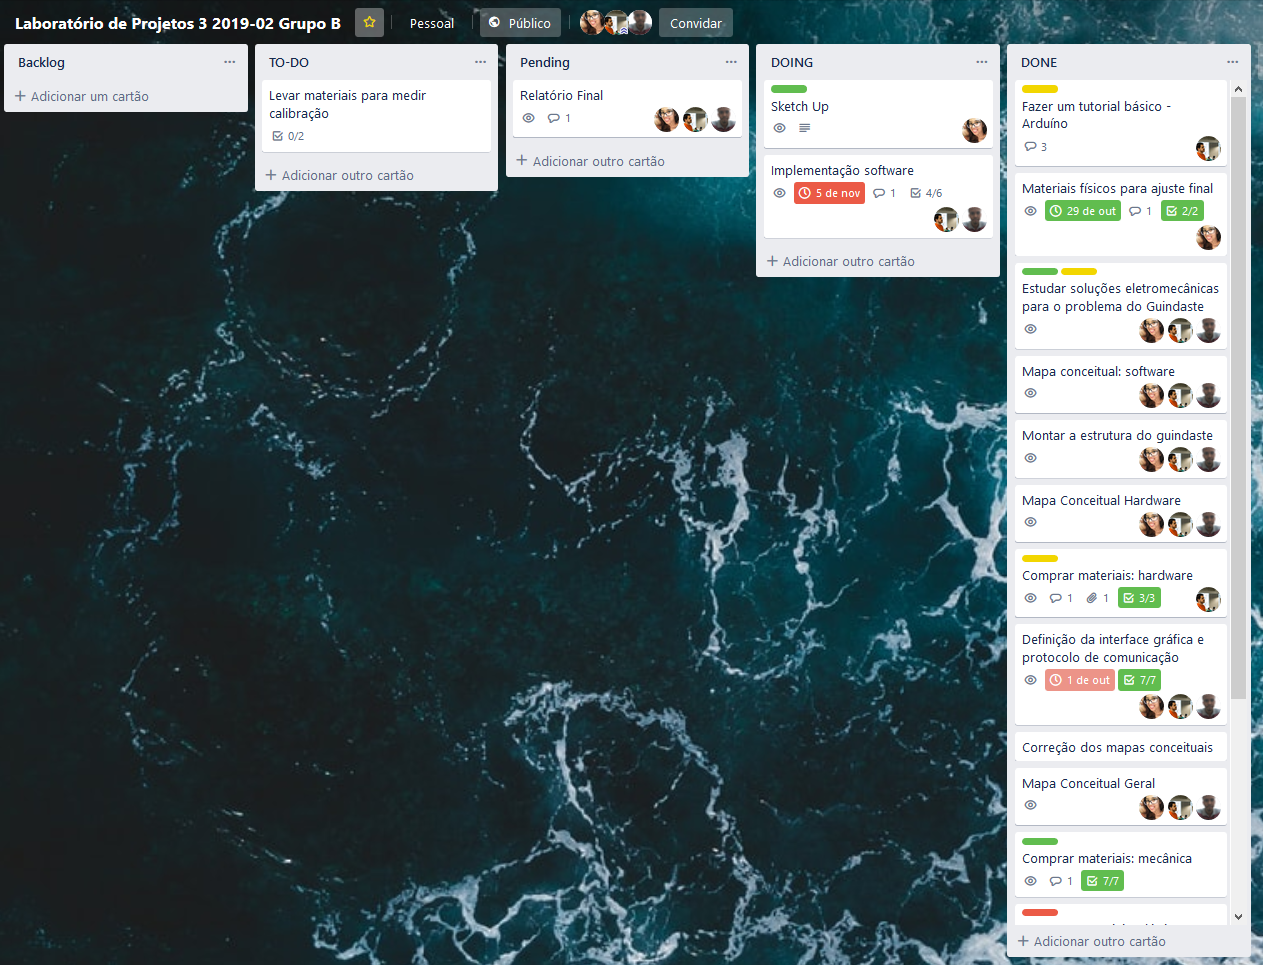 Laboratório de Projetos 3 2019-02 Grupo B
Pessoal
Público
Convidar
Backlog
Adicionar um cartão
TO-DO
Levar materiais para medir
calibração
0/2
Adicionar outro cartão
Pending
Relatório Final
1
Adicionar outro cartão
DOING
Sketch Up
Implementação software
5 de nov 1 4/6
Adicionar outro cartão
DONE
Fazer um tutorial básico -
Arduíno
3
Materiais físicos para ajuste final
29 de out 1 2/2
Estudar soluções eletromecânicas
para o problema do Guindaste
Mapa conceitual: software
Montar a estrutura do guindaste
Mapa Conceitual Hardware
Comprar materiais: hardware
1 1 3/3
Definição da interface gráfica e
protocolo de comunicação
1 de out 7/7
Correção dos mapas conceituais
Mapa Conceitual Geral
Comprar materiais: mecânica
1 7/7
Adicionar outro cartão